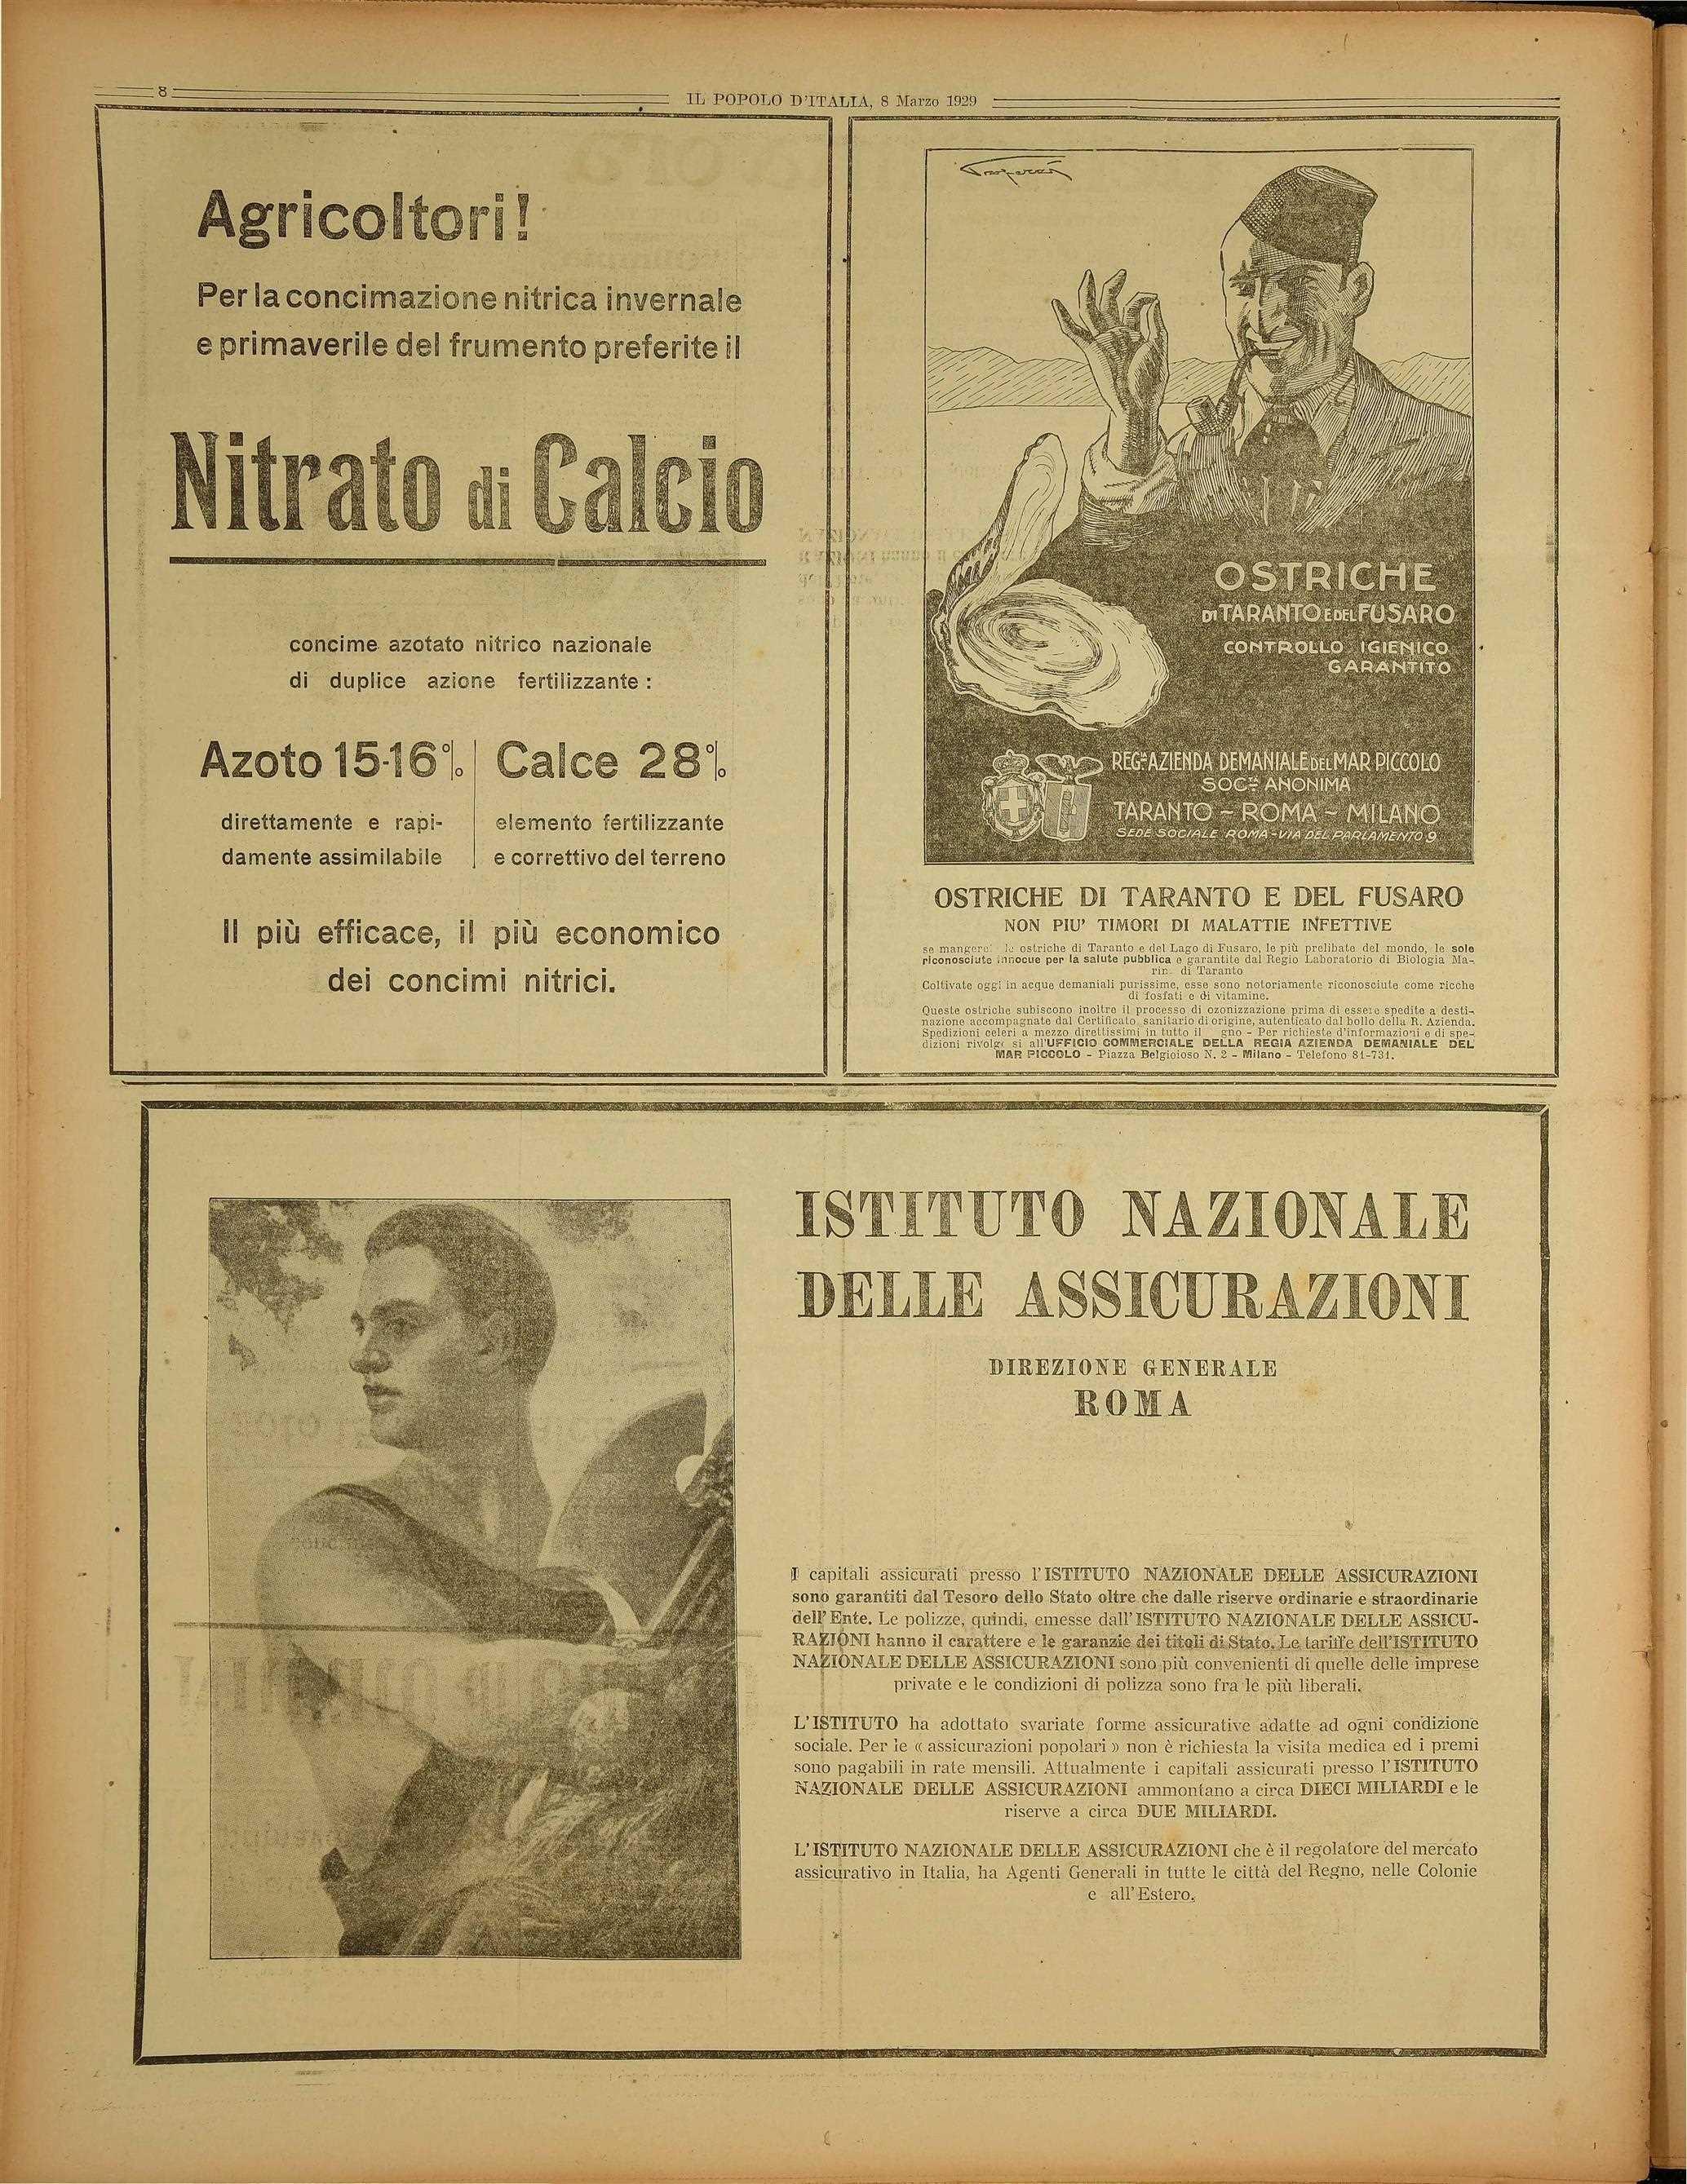 8
IL POPOLO D'ITALIA, 8 Marzo 1929
Agricoltori!
Per la concimazione nitrica invernale
e primaverile del frumento preferite il
Nitrato di Calcio
concime azotato nitrico nazionale
di duplice azione fertilizzante:
Azoto 15-16%
direttamente e rapi-
damente assimilabile
Calce 28%
elemento fertilizzante
e correttivo del terreno
Il più efficace, il più economico
dei concimi nitrici.
OSTRICHE
DI TARANTO E DEL FUSARO
CONTROLLO IGIENICO
GARANTITO
REG.A AZIENDA DEMANIALE DEL MAR PICCOLO
SOC.TÀ ANONIMA
TARANTO - ROMA - MILANO
SEDE SOCIALE ROMA - VIA DEL PARLAMENTO 9
OSTRICHE DI TARANTO E DEL FUSARO
NON PIU' TIMORI DI MALATTIE INFETTIVE
se le ostriche di Taranto e del Lago di Fusaro, le più prelibate del mondo, le sole
riconosciute innocue per la salute pubblica e garantite dal Regio Laboratorio di Biologia Ma-
di Taranto
Coltivate oggi in acque demaniali purissime, esse sono notoriamente riconosciute come ricche
di fosfati e di vitamine.
Queste ostriche subiscono inoltre il processo di ozonizzazione prima di essere spedite a desti-
nazione accompagnate dal Certificato sanitario di origine, autenticato dal bollo della R. Azienda.
Spedizioni celeri a mezzo direttissimi in tutto il gno - Per richieste d'informazioni e di spe-
dizioni si all'UFFICIO COMMERCIALE DELLA REGIA AZIENDA DEMANIALE DEL
MAR PICCOLO - Piazza Belgioioso N. 2 - Milano - Telefono 81-731.
ISTITUTO NAZIONALE
DELLE ASSICURAZIONI
DIREZIONE GENERALE
ROMA
I capitali assicurati presso l'ISTITUTO NAZIONALE DELLE ASSICURAZIONI
sono garantiti dal Tesoro dello Stato oltre che dalle riserve ordinarie e straordinarie
dell'Ente. Le polizze, quindi, emesse dall'ISTITUTO NAZIONALE DELLE ASSICU-
RAZIONI hanno il carattere e le garanzie dei titoli di Stato. Le tariffe dell'ISTITUTO
NAZIONALE DELLE ASSICURAZIONI sono più convenienti di quelle delle imprese
private e le condizioni di polizza sono fra le più liberali.
L'ISTITUTO ha adottato svariate forme assicurative adatte ad ogni condizione
sociale. Per le « assicurazioni popolari » non è richiesta la visita medica ed i premi
sono pagabili in rate mensili. Attualmente i capitali assicurati presso l'ISTITUTO
NAZIONALE DELLE ASSICURAZIONI ammontano a circa DIECI MILIARDI e le
riserve a circa DUE MILIARDI.
L'ISTITUTO NAZIONALE DELLE ASSICURAZIONI che è il regolatore del mercato
assicurativo in Italia, ha Agenti Generali in tutte le città del Regno, nelle Colonie
e all'Estero.